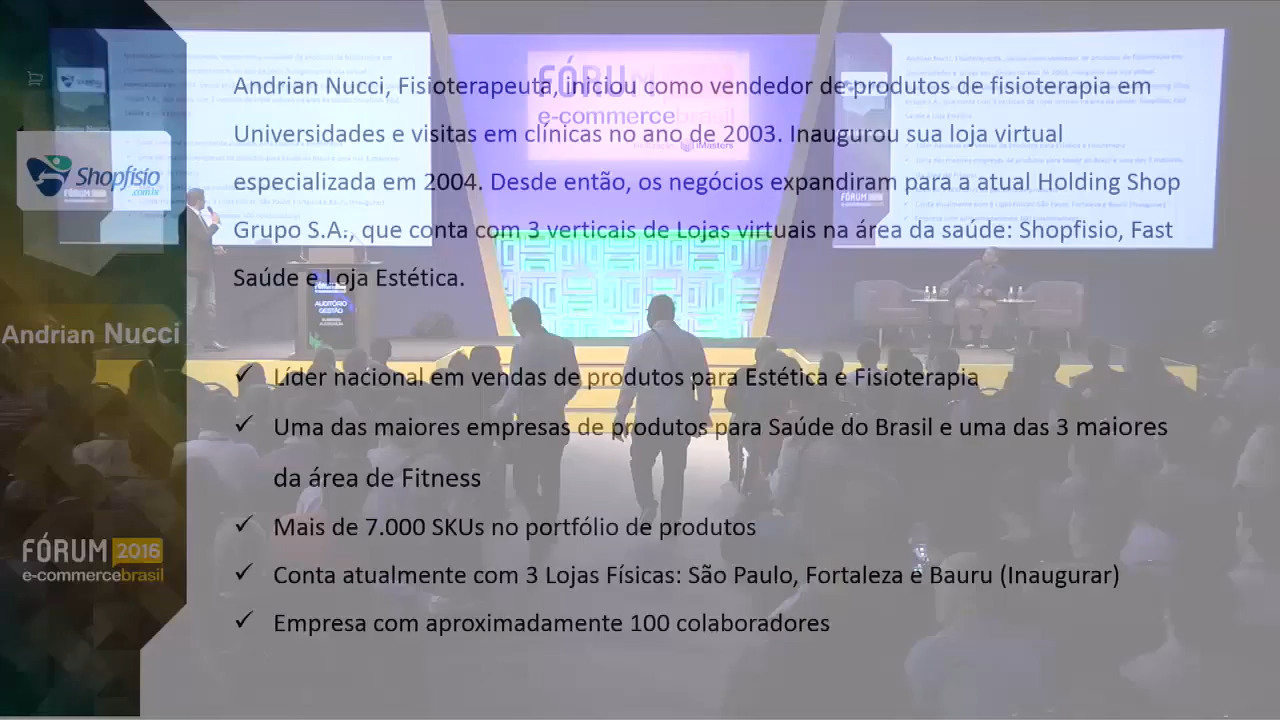 Andrian Nucci, Fisioterapeuta, iniciou como vendedor de produtos de fisioterapia em
Universidades e visitas em clínicas no ano de 2003. Inaugurou sua loja virtual
especializada em 2004. Desde então, os negócios expandiram para a atual Holding Shop
Grupo S.A., que conta com 3 verticais de Lojas virtuais na área da saúde: Shopfisio, Fast
Saúde e Loja Estética.
✓ Líder nacional em vendas de produtos para Estética e Fisioterapia
✓ Uma das maiores empresas de produtos para Saúde do Brasil e uma das 3 maiores
da área de Fitness
✓ Mais de 7.000 SKUs no portfólio de produtos
✓ Conta atualmente com 3 Lojas Físicas: São Paulo, Fortaleza e Bauru (Inaugurar)
✓ Empresa com aproximadamente 100 colaboradores
Shopfisio
.com.br
Andrian Nucci
FÓRUM 2016
e-commercebrasil
FÓRUM
e-commercebrasil
iMasters
AUDITÓRIO
GESTÃO